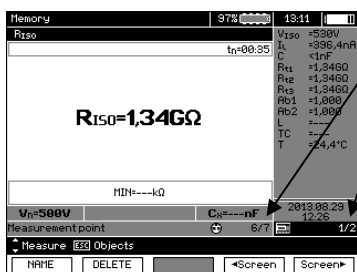 Memory 97% 13:11
RISO
tn=00:35
RISO=1,34GΩ
MIN=---kΩ
Vn=500V Cx=---nF
Measurement point 6/7
VISO =530V
IL =396,4nA
C <1nF
Rt1 =1,34GΩ
Rt2 =1,34GΩ
Rt3 =1,34GΩ
Ab1 =1,000
Ab2 =1,000
L =---
TC =---
T =24,4°C
2013.08.29
12:26
1/2
Measure ESC Objects
NAME DELETE ◄Screen Screen►